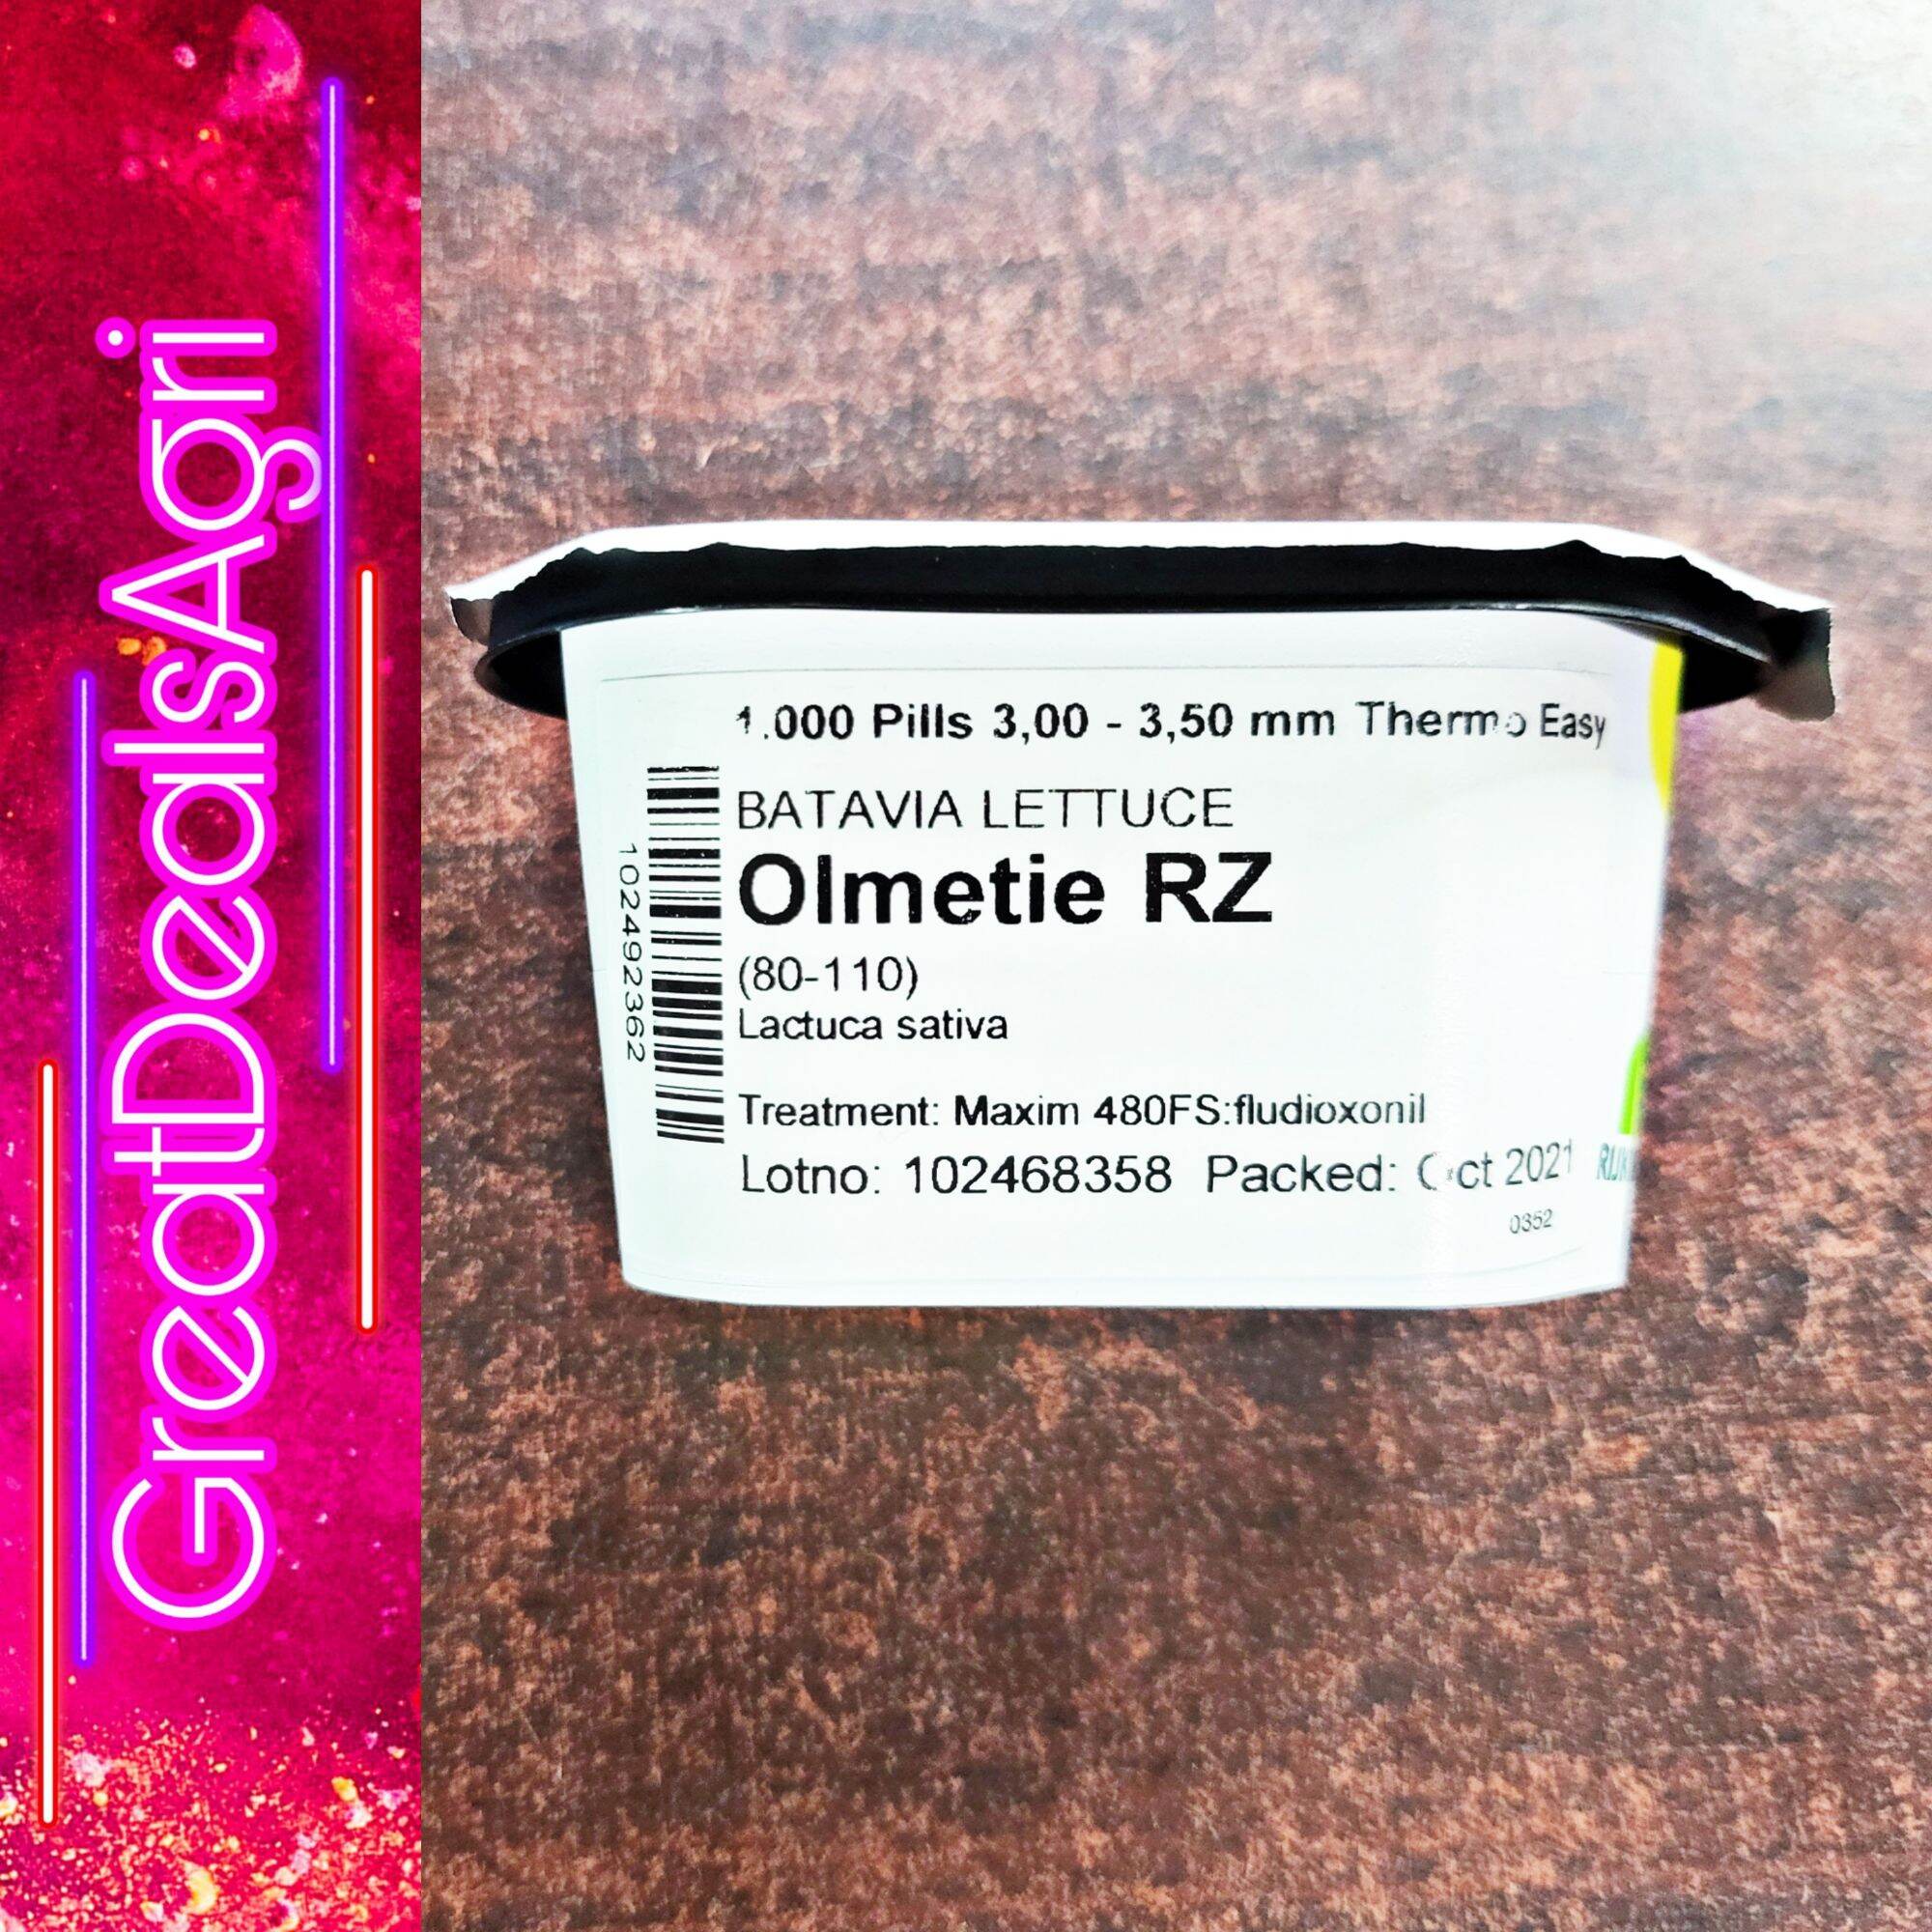 GreatDealsAgri
1.000 Pills 3,00 - 3,50 mm Thermo Easy
BATAVIA LETTUCE
Olmetie RZ
(80-110)
Lactuca sativa
1024923362
Treatment: Maxim 480FS:fludioxonil
Lotno: 102468358 Packed: Oct 2021
0352